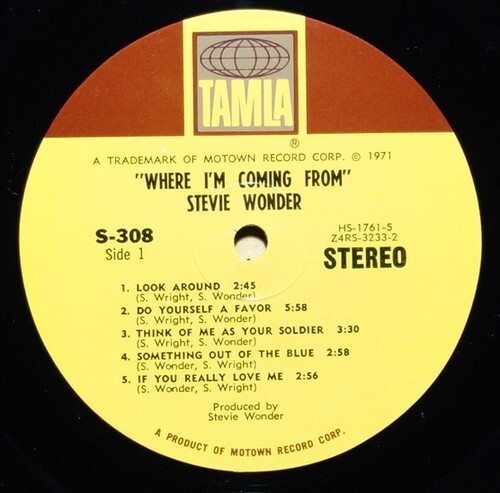 TAMLA
®
A TRADEMARK OF MOTOWN RECORD CORP. © 1971
"WHERE I'M COMING FROM"
STEVIE WONDER
S-308
Side 1
HS-1761-5
Z4RS-3233-2
STEREO
1. LOOK AROUND 2:45
(S. Wright, S. Wonder)
2. DO YOURSELF A FAVOR 5:58
(S. Wright, S. Wonder)
3. THINK OF ME AS YOUR SOLDIER 3:30
(S. Wright, S. Wonder)
4. SOMETHING OUT OF THE BLUE 2:58
(S. Wonder, S. Wright)
5. IF YOU REALLY LOVE ME 2:56
(S. Wonder, S. Wright)
Produced by
Stevie Wonder
A PRODUCT OF MOTOWN RECORD CORP.